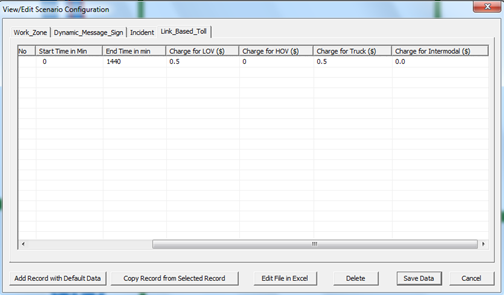 View/Edit Scenario Configuration
Work_Zone Dynamic_Message_Sign Incident Link_Based_Toll
No Start Time in Min End Time in min Charge for LOV ($) Charge for HOV ($) Charge for Truck ($) Charge for Intermodal ($)
0 1440 0.5 0 0.5 0.0
Add Record with Default Data Copy Record from Selected Record Edit File in Excel Delete Save Data Cancel